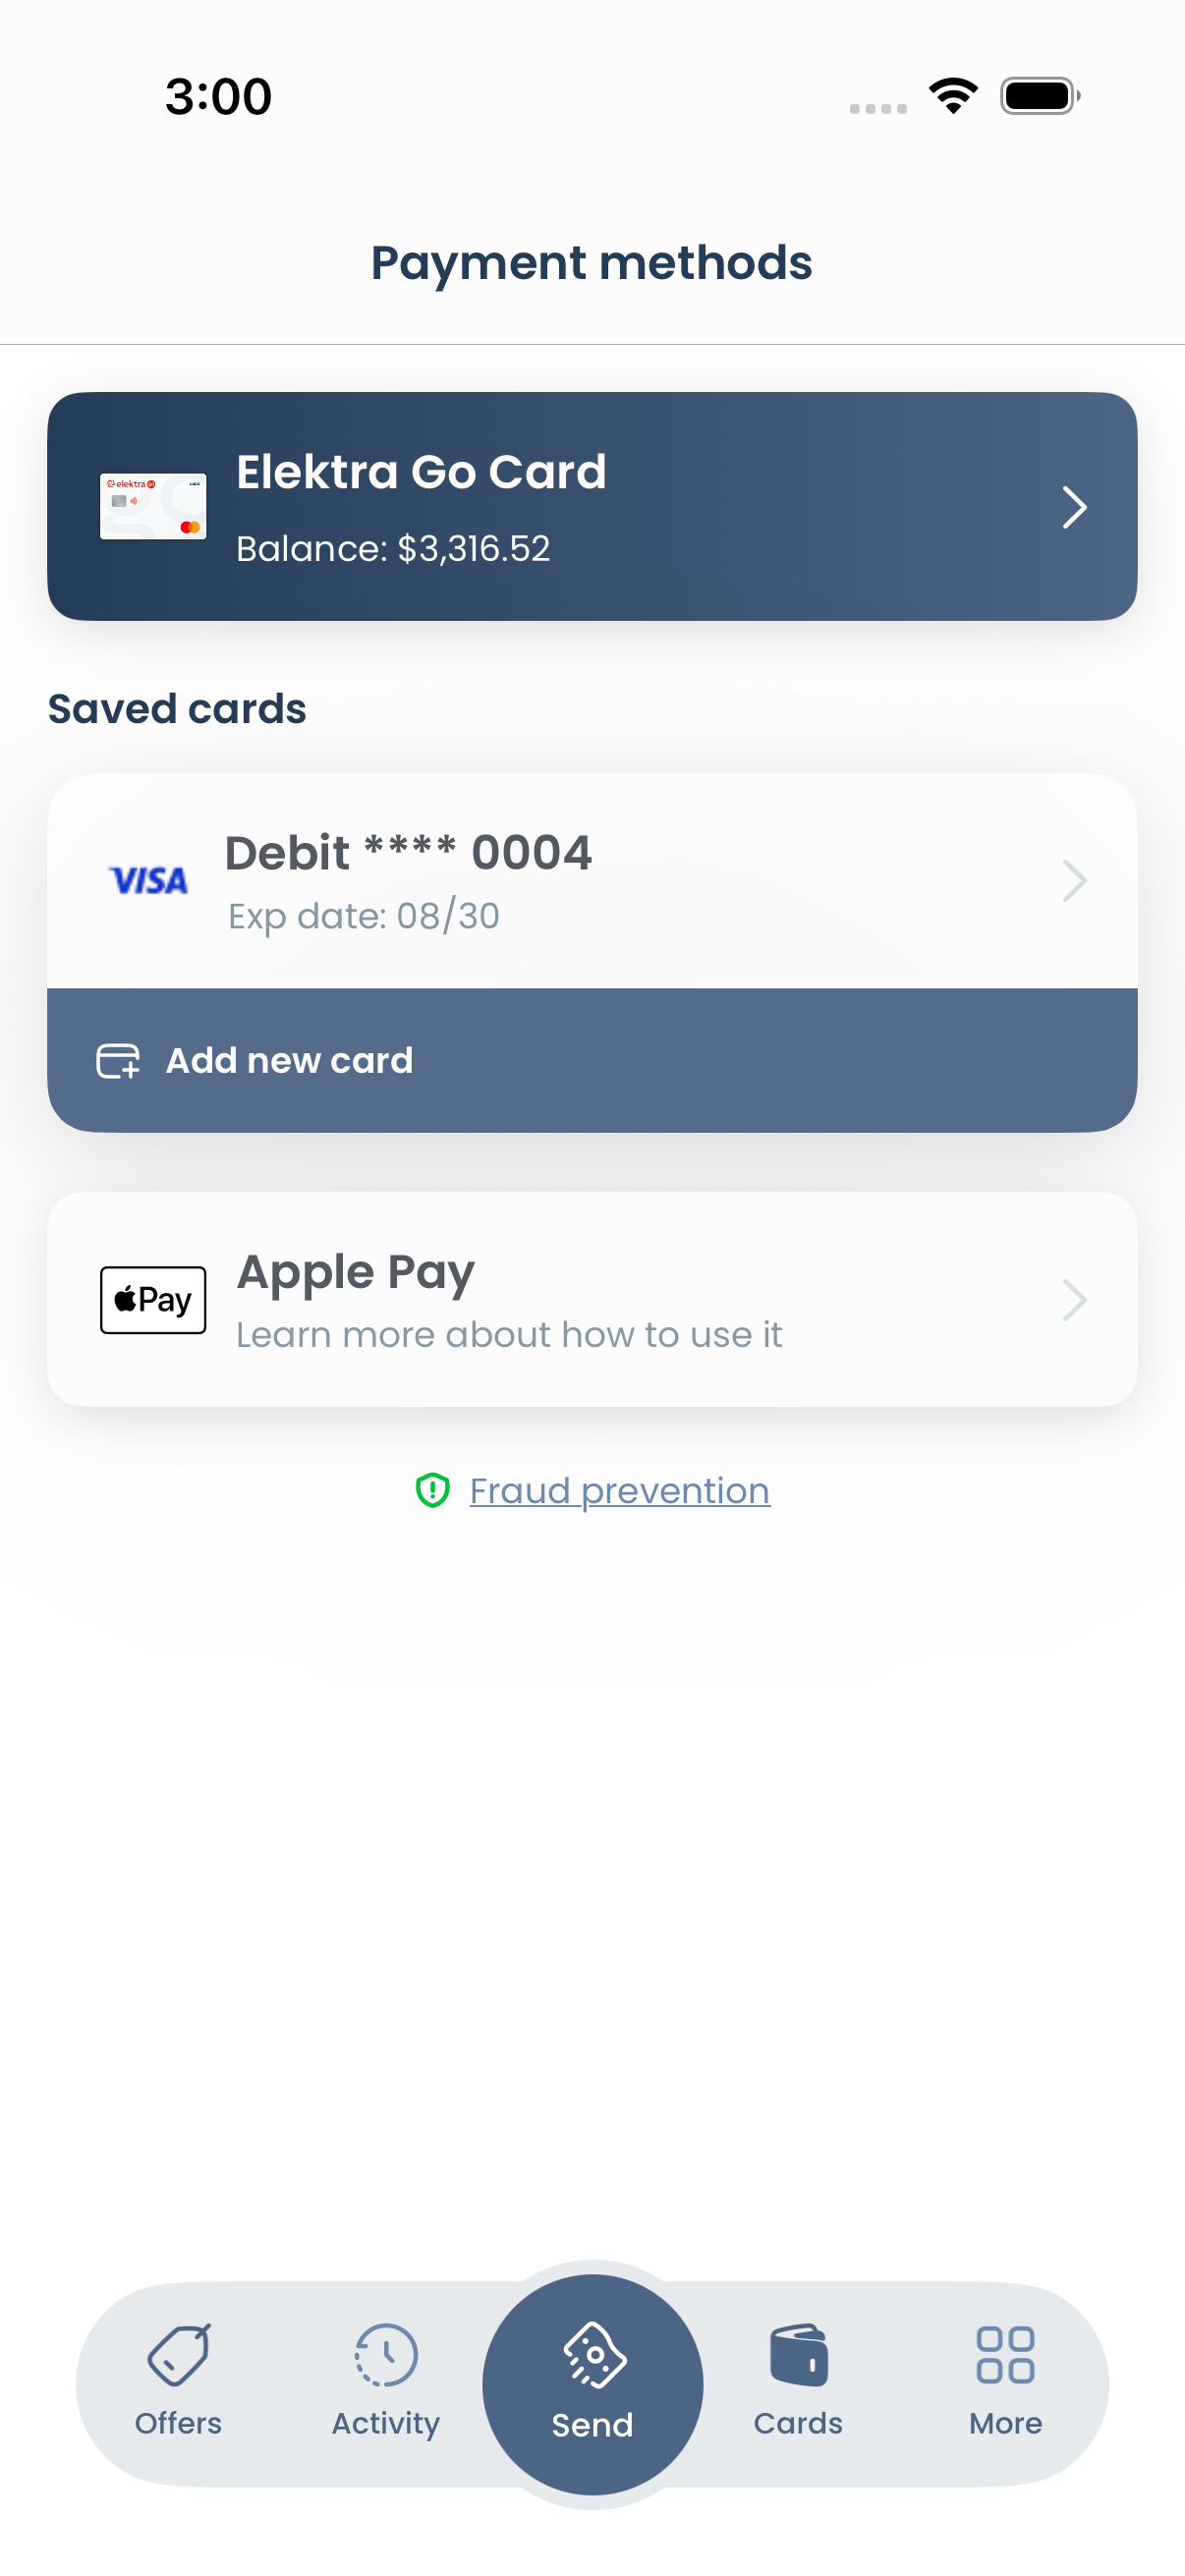 3:00
Payment methods
elektra
Elektra Go Card
Balance: $3,316.52
Saved cards
VISA
Debit **** 0004
Exp date: 08/30
Add new card
Pay
Apple Pay
Learn more about how to use it
Fraud prevention
Offers
Activity
Send
Cards
More